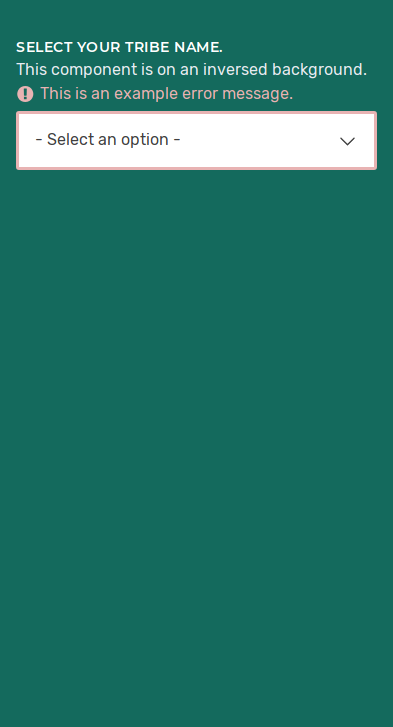 SELECT YOUR TRIBE NAME.
This component is on an inversed background.
This is an example error message.
- Select an option -